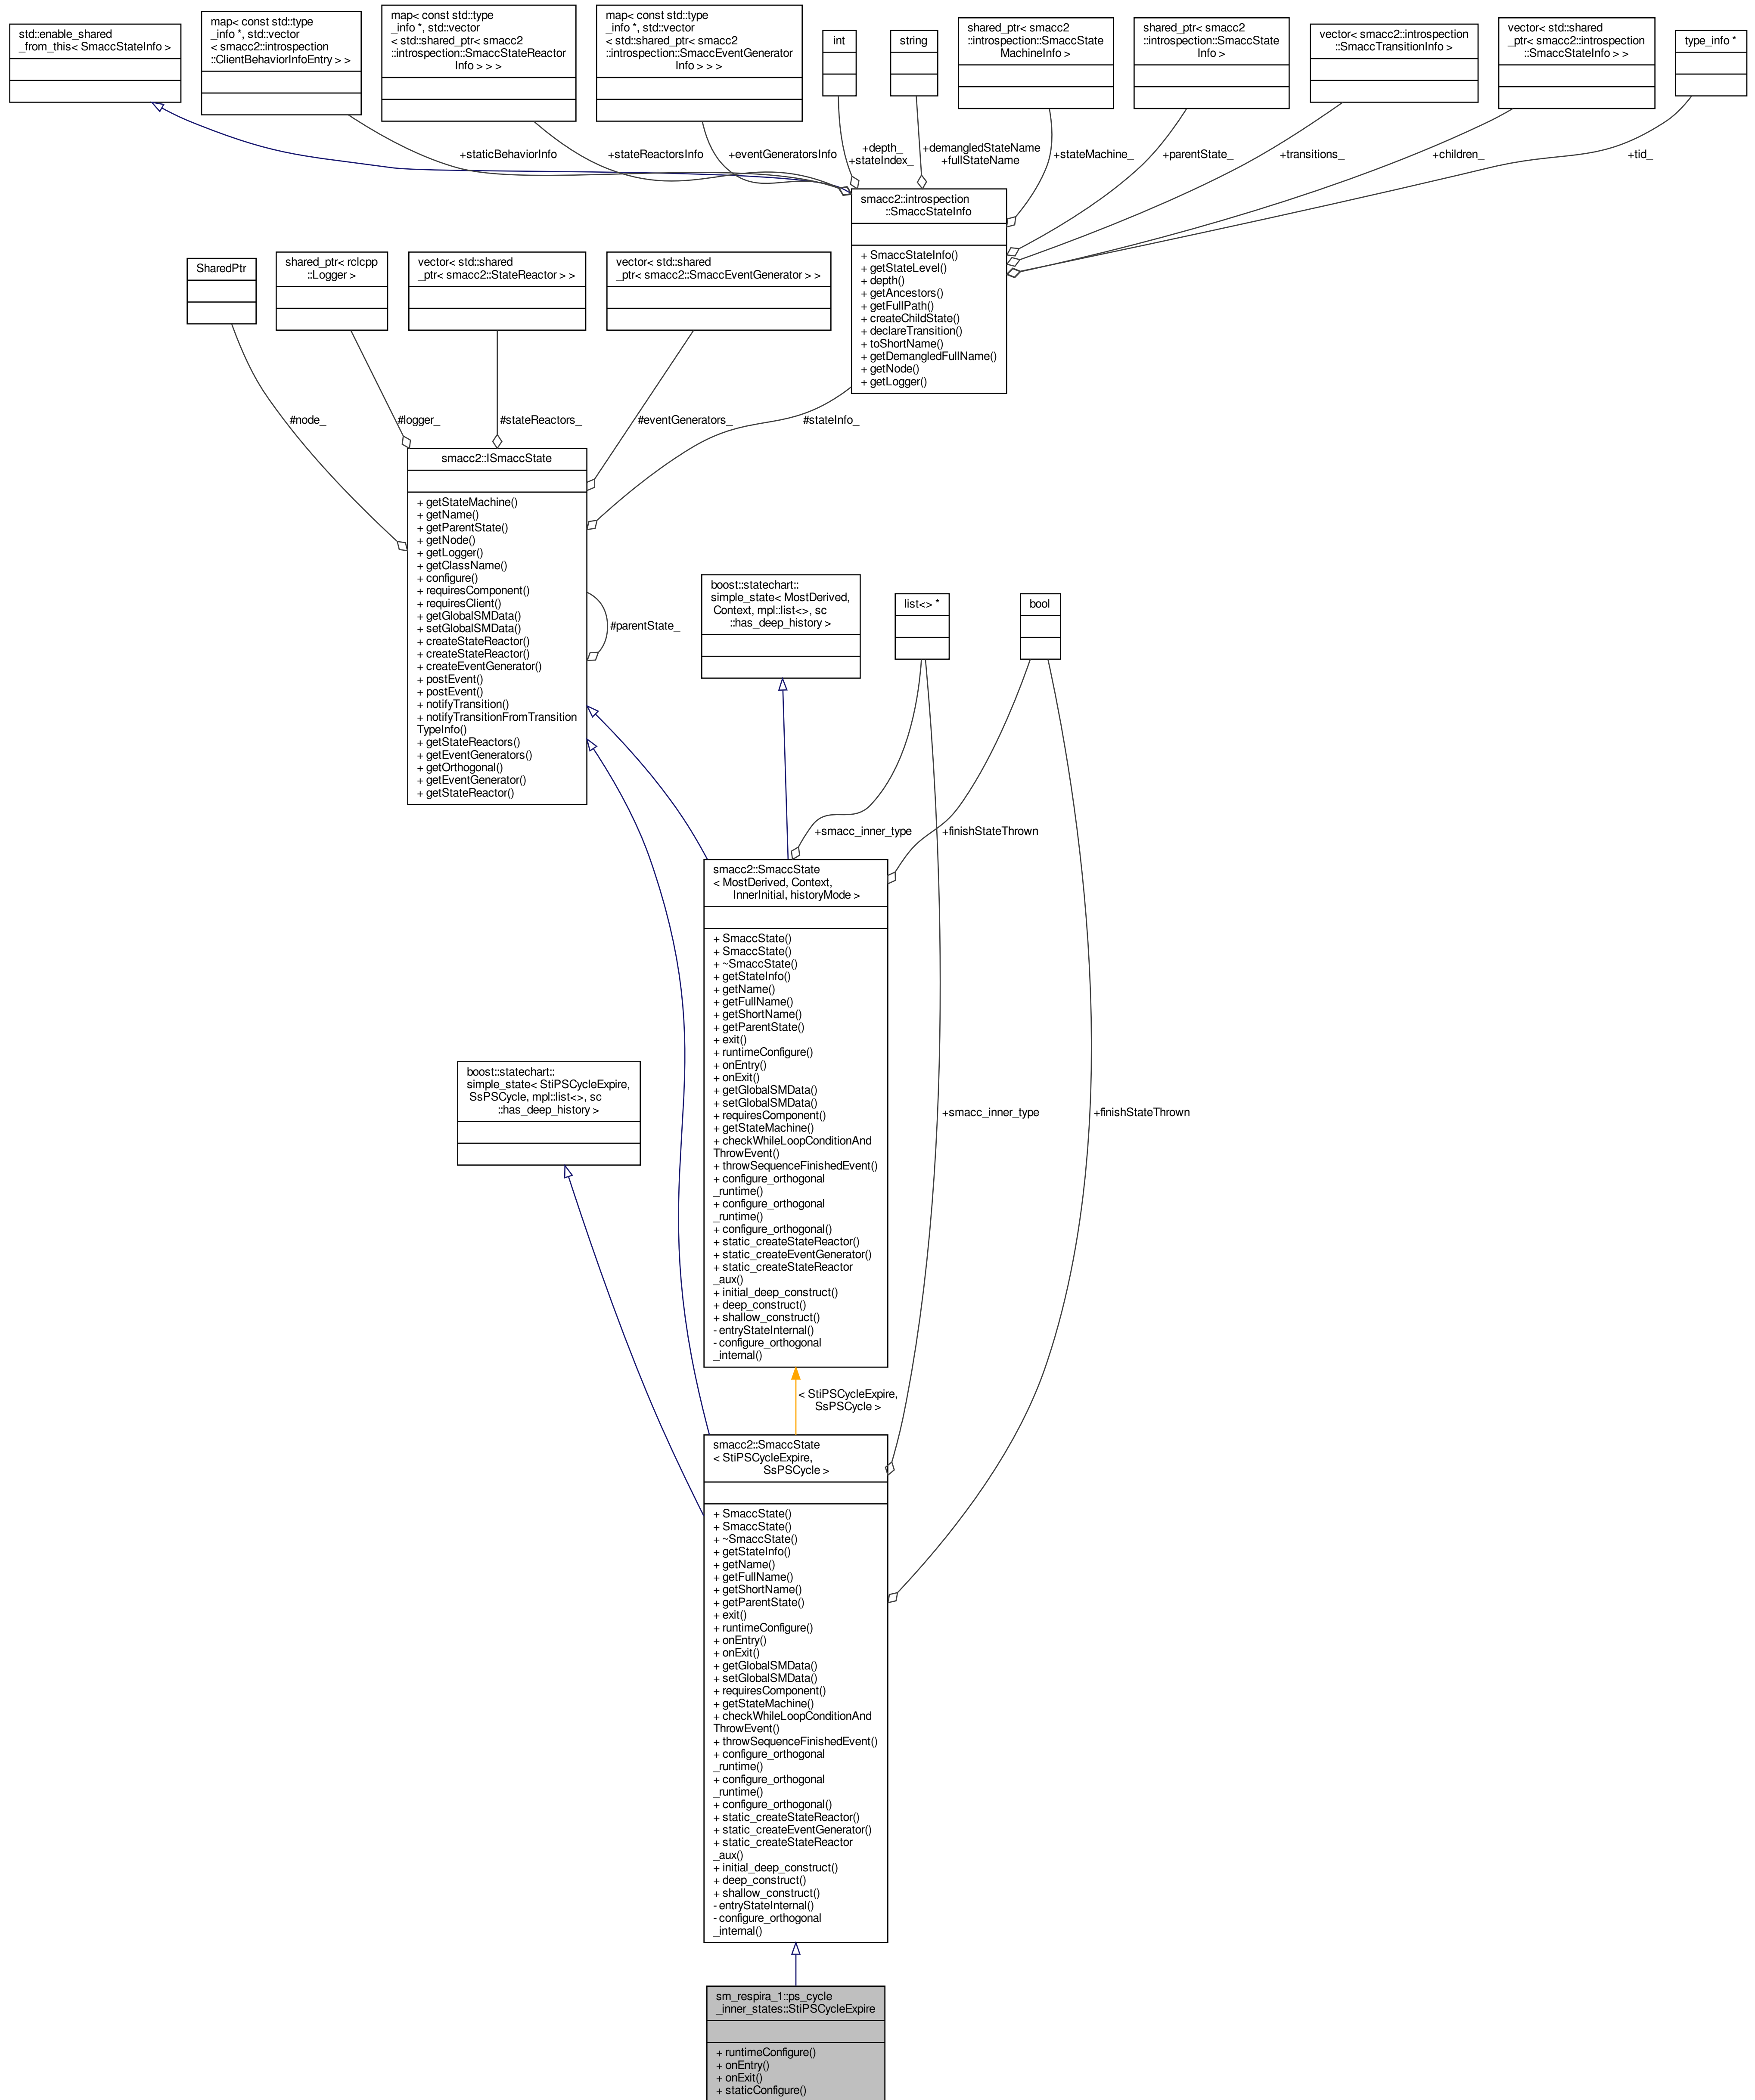 std::enable_shared
_from_this< SmaccStateInfo >
map< const std::type
_info *, std::vector
< smacc2::introspection
::ClientBehaviorInfoEntry > >
map< const std::type
_info *, std::vector
< std::shared_ptr< smacc2
::introspection::SmaccStateReactor
Info > > >
map< const std::type
_info *, std::vector
< std::shared_ptr< smacc2
::introspection::SmaccEventGenerator
Info > > >
int
string
shared_ptr< smacc2
::introspection::SmaccState
MachineInfo >
shared_ptr< smacc2
::introspection::SmaccState
Info >
vector< smacc2::introspection
::SmaccTransitionInfo >
vector< std::shared
_ptr< smacc2::introspection
::SmaccStateInfo > >
type_info *
+staticBehaviorInfo
+stateReactorsInfo
+eventGeneratorsInfo
+depth_
+stateIndex_
+demangledStateName
+fullStateName
+stateMachine_
+parentState_
+transitions_
+children_
+tid_
smacc2::introspection
::SmaccStateInfo
+ SmaccStateInfo()
+ getStateLevel()
+ depth()
+ getAncestors()
+ getFullPath()
+ createChildState()
+ declareTransition()
+ toShortName()
+ getDemangledFullName()
+ getNode()
+ getLogger()
SharedPtr
shared_ptr< rclcpp
::Logger >
vector< std::shared
_ptr< smacc2::StateReactor > >
vector< std::shared
_ptr< smacc2::SmaccEventGenerator > >
#node_
#logger_
#stateReactors_
#eventGenerators_
#stateInfo_
smacc2::ISmaccState
+ getStateMachine()
+ getName()
+ getParentState()
+ getNode()
+ getLogger()
+ getClassName()
+ configure()
+ requiresComponent()
+ requiresClient()
+ getGlobalSMData()
+ setGlobalSMData()
+ createStateReactor()
+ createStateReactor()
+ createEventGenerator()
+ postEvent()
+ postEvent()
+ notifyTransition()
+ notifyTransitionFromTransition
TypeInfo()
+ getStateReactors()
+ getEventGenerators()
+ getOrthogonal()
+ getEventGenerator()
+ getStateReactor()
#parentState_
boost::statechart::
simple_state< MostDerived,
Context, mpl::list<>, sc
::has_deep_history >
list<> *
bool
+smacc_inner_type
+finishStateThrown
smacc2::SmaccState
< MostDerived, Context,
InnerInitial, historyMode >
+ SmaccState()
+ SmaccState()
+ ~SmaccState()
+ getStateInfo()
+ getName()
+ getFullName()
+ getShortName()
+ getParentState()
+ exit()
+ runtimeConfigure()
+ onEntry()
+ onExit()
+ getGlobalSMData()
+ setGlobalSMData()
+ requiresComponent()
+ getStateMachine()
+ checkWhileLoopConditionAnd
ThrowEvent()
+ throwSequenceFinishedEvent()
+ configure_orthogonal
_runtime()
+ configure_orthogonal
_runtime()
+ configure_orthogonal()
+ static_createStateReactor()
+ static_createEventGenerator()
+ static_createStateReactor
_aux()
+ initial_deep_construct()
+ deep_construct()
+ shallow_construct()
- entryStateInternal()
- configure_orthogonal
_internal()
boost::statechart::
simple_state< StiPSCycleExpire,
SsPSCycle, mpl::list<>, sc
::has_deep_history >
+smacc_inner_type
+finishStateThrown
< StiPSCycleExpire,
SsPSCycle >
smacc2::SmaccState
< StiPSCycleExpire,
SsPSCycle >
+ SmaccState()
+ SmaccState()
+ ~SmaccState()
+ getStateInfo()
+ getName()
+ getFullName()
+ getShortName()
+ getParentState()
+ exit()
+ runtimeConfigure()
+ onEntry()
+ onExit()
+ getGlobalSMData()
+ setGlobalSMData()
+ requiresComponent()
+ getStateMachine()
+ checkWhileLoopConditionAnd
ThrowEvent()
+ throwSequenceFinishedEvent()
+ configure_orthogonal
_runtime()
+ configure_orthogonal
_runtime()
+ configure_orthogonal()
+ static_createStateReactor()
+ static_createEventGenerator()
+ static_createStateReactor
_aux()
+ initial_deep_construct()
+ deep_construct()
+ shallow_construct()
- entryStateInternal()
- configure_orthogonal
_internal()
sm_respira_1::ps_cycle
_inner_states::StiPSCycleExpire
+ runtimeConfigure()
+ onEntry()
+ onExit()
+ staticConfigure()